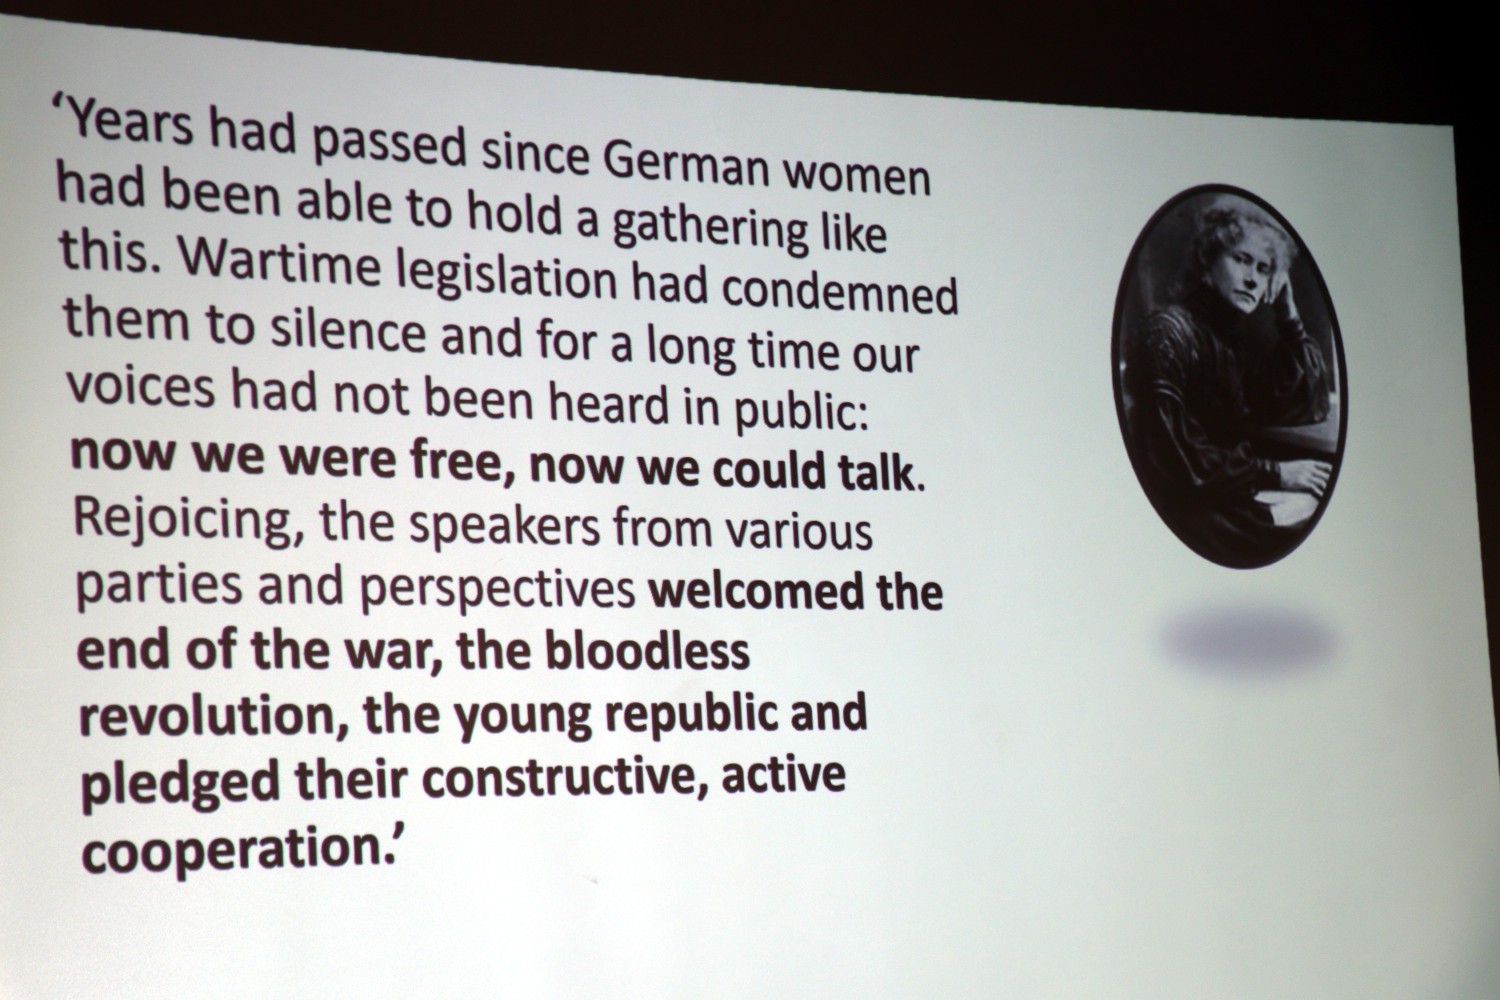 ‘Years had passed since German women
had been able to hold a gathering like
this. Wartime legislation had condemned
them to silence and for a long time our
voices had not been heard in public:
now we were free, now we could talk.
Rejoicing, the speakers from various
parties and perspectives welcomed the
end of the war, the bloodless
revolution, the young republic and
pledged their constructive, active
cooperation.’